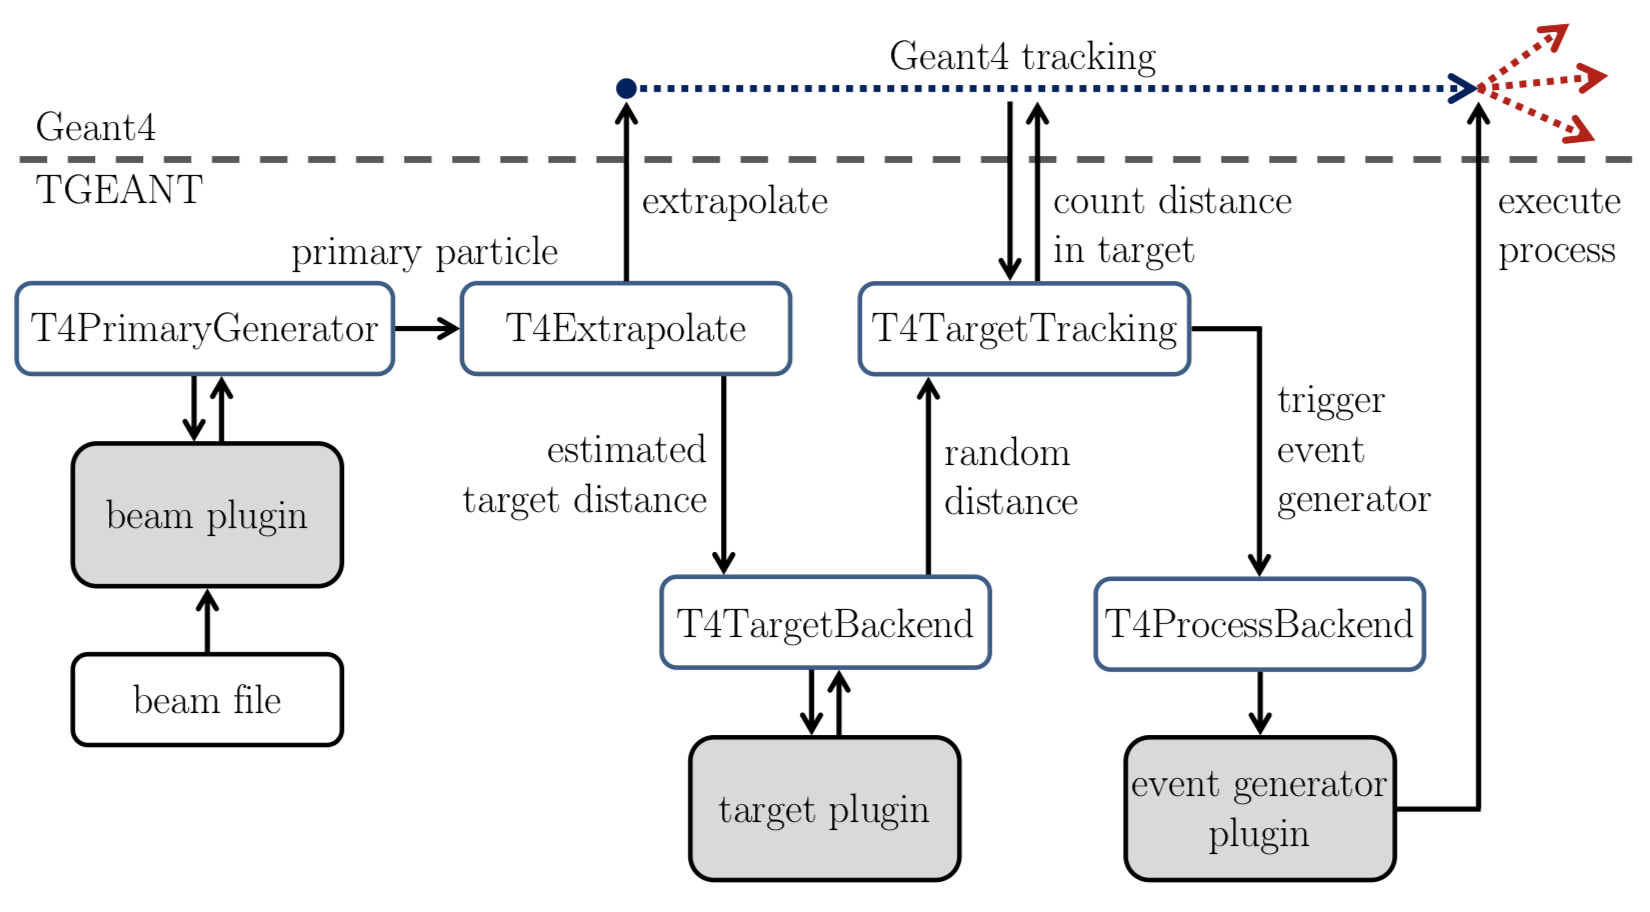 Geant4 tracking
Geant4
TGEANT
extrapolate
count distance
in target
execute
process
primary particle
T4PrimaryGenerator
T4Extrapolate
T4TargetTracking
trigger
event
generator
estimated
target distance
random
distance
beam plugin
T4TargetBackend
T4ProcessBackend
beam file
target plugin
event generator
plugin